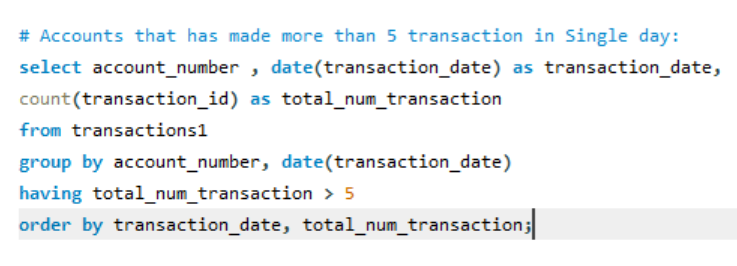 # Accounts that has made more than 5 transaction in Single day:
select account_number , date(transaction_date) as transaction_date,
count(transaction_id) as total_num_transaction
from transactions1
group by account_number, date(transaction_date)
having total_num_transaction > 5
order by transaction_date, total_num_transaction;